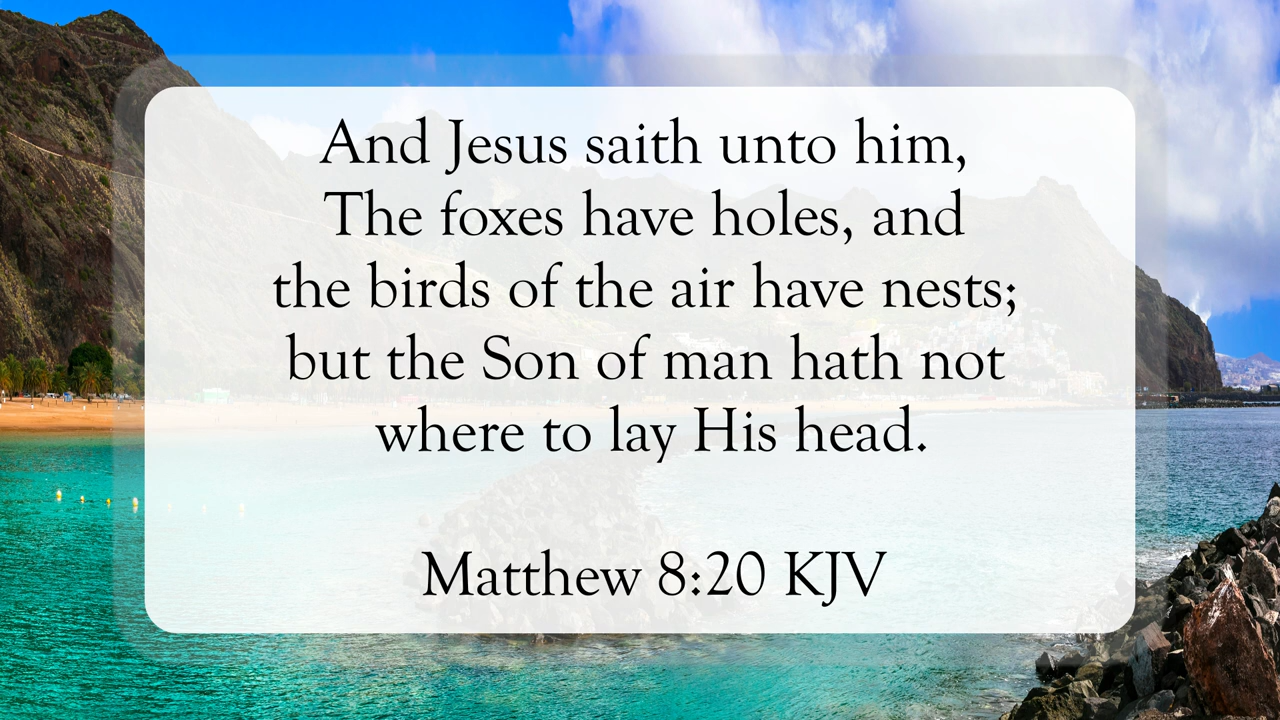 And Jesus saith unto him,
The foxes have holes, and
the birds of the air have nests;
but the Son of man hath not
where to lay His head.
Matthew 8:20 KJV